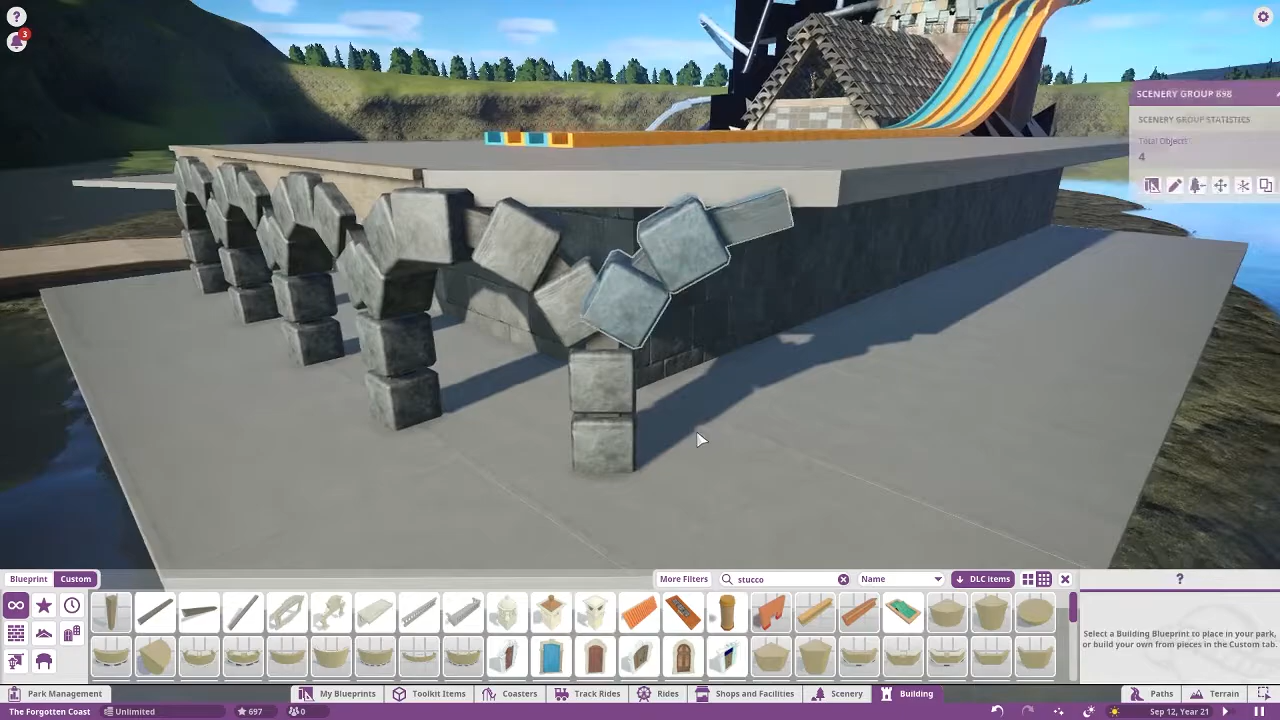 ?
3
SCENERY GROUP 898
SCENERY GROUP STATISTICS
Total Objects
4
Blueprint
Custom
More Filters
stucco
Name
DLC items
?
Select a Building Blueprint to place in your park,
or build your own from pieces in the Custom tab.
Park Management
My Blueprints
Toolkit Items
Coasters
Track Rides
Rides
Shops and Facilities
Scenery
Building
Paths
Terrain
The Forgotten Coast
Unlimited
697
0
Sep 12, Year 21